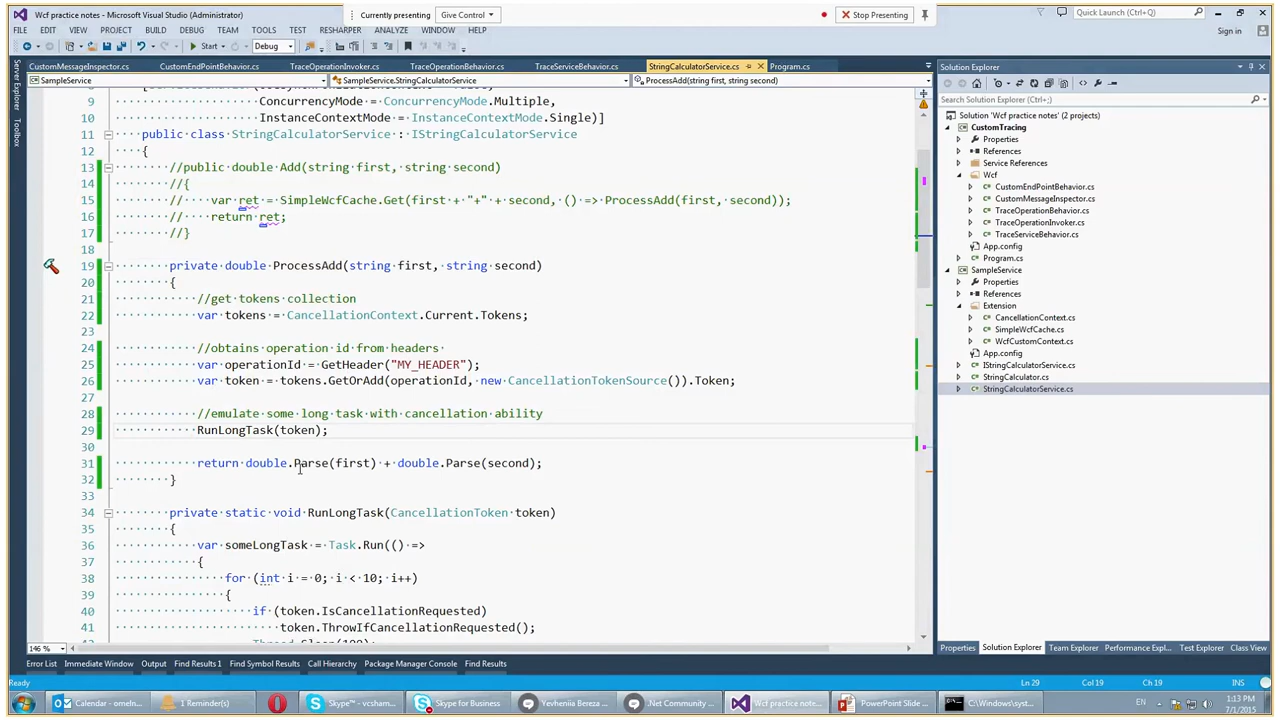 Wcf practice notes - Microsoft Visual Studio (Administrator)
Currently presenting
Give Control
Stop Presenting
Quick Launch (Ctrl+;)
FILE EDIT VIEW PROJECT BUILD DEBUG TEAM TOOLS TEST RESHARPER ANALYZE WINDOW HELP
Sign in
Start
Debug
Server Explorer
Toolbox
CustomMessageInspector.cs CustomEndPointBehavior.cs TraceOperationInvoker.cs TraceOperationBehavior.cs TraceServiceBehavior.cs StringCalculatorService.cs Program.cs
SampleService SampleService.StringCalculatorService ProcessAdd(string first, string second)
9 ConcurrencyMode = ConcurrencyMode.Multiple,
10 InstanceContextMode = InstanceContextMode.Single)]
11 public class StringCalculatorService : IStringCalculatorService
12 {
13 //public double Add(string first, string second)
14 //{
15 // var ret = SimpleWcfCache.Get(first + "+" + second, () => ProcessAdd(first, second));
16 // return ret;
17 //}
18
19 private double ProcessAdd(string first, string second)
20 {
21 //get tokens collection
22 var tokens = CancellationContext.Current.Tokens;
23
24 //obtains operation id from headers
25 var operationId = GetHeader("MY_HEADER");
26 var token = tokens.GetOrAdd(operationId, new CancellationTokenSource()).Token;
27
28 //emulate some long task with cancellation ability
29 RunLongTask(token);
30
31 return double.Parse(first) + double.Parse(second);
32 }
33
34 private static void RunLongTask(CancellationToken token)
35 {
36 var someLongTask = Task.Run(() =>
37 {
38 for (int i = 0; i < 10; i++)
39 {
40 if (token.IsCancellationRequested)
41 token.ThrowIfCancellationRequested();
146 %
Solution Explorer
Search Solution Explorer (Ctrl+;)
Solution 'Wcf practice notes' (2 projects)
CustomTracing
Properties
References
Service References
Wcf
CustomEndPointBehavior.cs
CustomMessageInspector.cs
TraceOperationBehavior.cs
TraceOperationInvoker.cs
TraceServiceBehavior.cs
App.config
Program.cs
SampleService
Properties
References
Extension
CancellationContext.cs
SimpleWcfCache.cs
WcfCustomContext.cs
App.config
IStringCalculatorService.cs
StringCalculator.cs
StringCalculatorService.cs
Properties Solution Explorer Team Explorer Performance Expl... Test Explorer Class View
Error List Immediate Window Output Find Results 1 Find Symbol Results Call Hierarchy Package Manager Console Find Results
Ready
Ln 29 Col 19 Ch 19 INS
Calendar - omeln...
1 Reminder(s)
Skype™ - vcsham...
Skype for Business
Yevheniia Bereza ...
.Net Community ...
Wcf practice note...
PowerPoint Slide ...
C:\Windows\syst...
EN
1:13 PM
7/1/2015